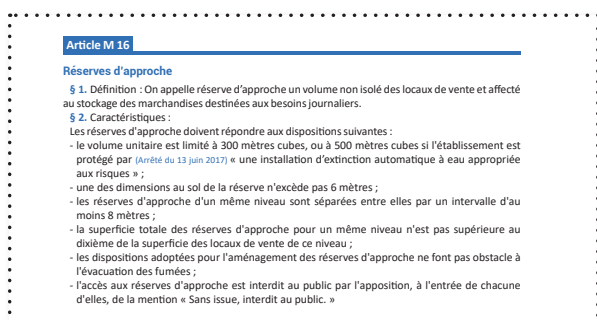 Article M 16
Réserves d'approche
§ 1. Définition : On appelle réserve d’approche un volume non isolé des locaux de vente et affecté
au stockage des marchandises destinées aux besoins journaliers.
§ 2. Caractéristiques :
Les réserves d'approche doivent répondre aux dispositions suivantes :
- le volume unitaire est limité à 300 mètres cubes, ou à 500 mètres cubes si l'établissement est
protégé par (Arrêté du 13 juin 2017) « une installation d’extinction automatique à eau appropriée
aux risques » ;
- une des dimensions au sol de la réserve n'excède pas 6 mètres ;
- les réserves d'approche d'un même niveau sont séparées entre elles par un intervalle d'au
moins 8 mètres ;
- la superficie totale des réserves d'approche pour un même niveau n'est pas supérieure au
dixième de la superficie des locaux de vente de ce niveau ;
- les dispositions adoptées pour l'aménagement des réserves d'approche ne font pas obstacle à
l'évacuation des fumées ;
- l'accès aux réserves d'approche est interdit au public par l'apposition, à l'entrée de chacune
d'elles, de la mention « Sans issue, interdit au public. »